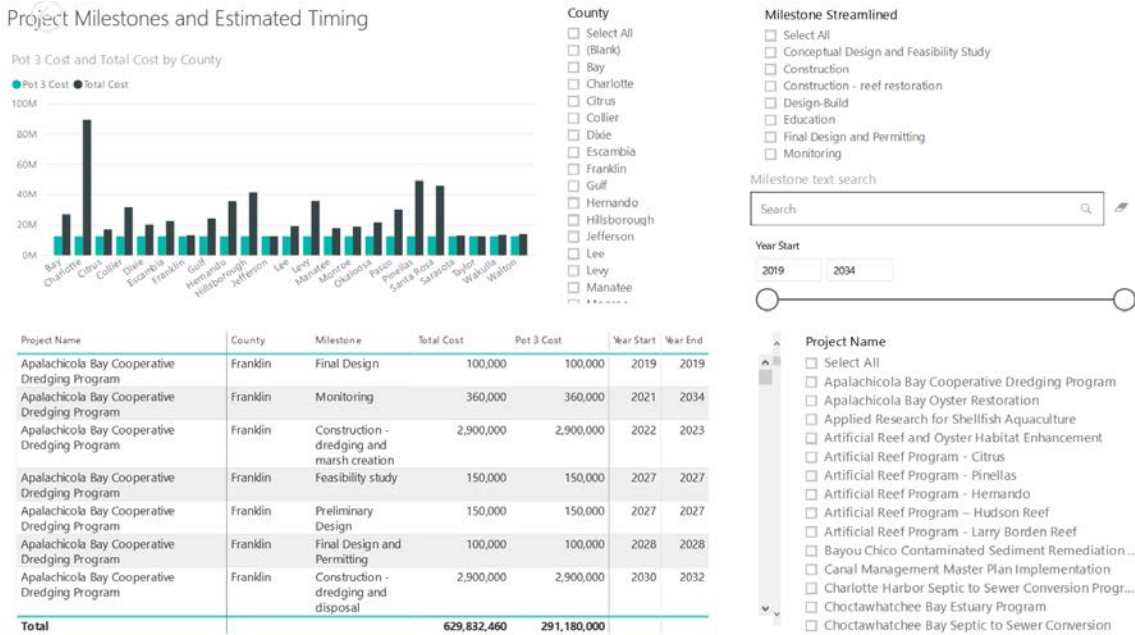 Project Milestones and Estimated Timing
Pot 3 Cost and Total Cost by County
Pot 3 Cost Total Cost
100M
80M
60M
40M
20M
0M
Bay
Charlotte
Citrus
Collier
Dixie
Escambia
Franklin
Gulf
Hernando
Hillsborough
Jefferson
Lee
Levy
Manatee
Monroe
Okaloosa
Pasco
Pinellas
Santa Rosa
Sarasota
Taylor
Wakulla
Walton
County
Select All
(Blank)
Bay
Charlotte
Citrus
Collier
Dixie
Escambia
Franklin
Gulf
Hernando
Hillsborough
Jefferson
Lee
Levy
Manatee
Milestone Streamlined
Select All
Conceptual Design and Feasibility Study
Construction
Construction - reef restoration
Design-Build
Education
Final Design and Permitting
Monitoring
Milestone text search
Search
Year Start
2019 2034
Project Name County Milestone Total Cost Pot 3 Cost Year Start Year End
Apalachicola Bay Cooperative Franklin Final Design 100,000 100,000 2019 2019
Dredging Program
Apalachicola Bay Cooperative Franklin Monitoring 360,000 360,000 2021 2034
Dredging Program
Apalachicola Bay Cooperative Franklin Construction - 2,900,000 2,900,000 2022 2023
Dredging Program dredging and
marsh creation
Apalachicola Bay Cooperative Franklin Feasibility study 150,000 150,000 2027 2027
Dredging Program
Apalachicola Bay Cooperative Franklin Preliminary 150,000 150,000 2027 2027
Dredging Program Design
Apalachicola Bay Cooperative Franklin Final Design and 100,000 100,000 2028 2028
Dredging Program Permitting
Apalachicola Bay Cooperative Franklin Construction - 2,900,000 2,900,000 2030 2032
Dredging Program dredging and
disposal
Total 629,832,460 291,180,000
Project Name
Select All
Apalachicola Bay Cooperative Dredging Program
Apalachicola Bay Oyster Restoration
Applied Research for Shellfish Aquaculture
Artificial Reef and Oyster Habitat Enhancement
Artificial Reef Program - Citrus
Artificial Reef Program - Pinellas
Artificial Reef Program - Hernando
Artificial Reef Program – Hudson Reef
Artificial Reef Program - Larry Borden Reef
Bayou Chico Contaminated Sediment Remediation ...
Canal Management Master Plan Implementation
Charlotte Harbor Septic to Sewer Conversion Progr...
Choctawhatchee Bay Estuary Program
Choctawhatchee Bay Septic to Sewer Conversion